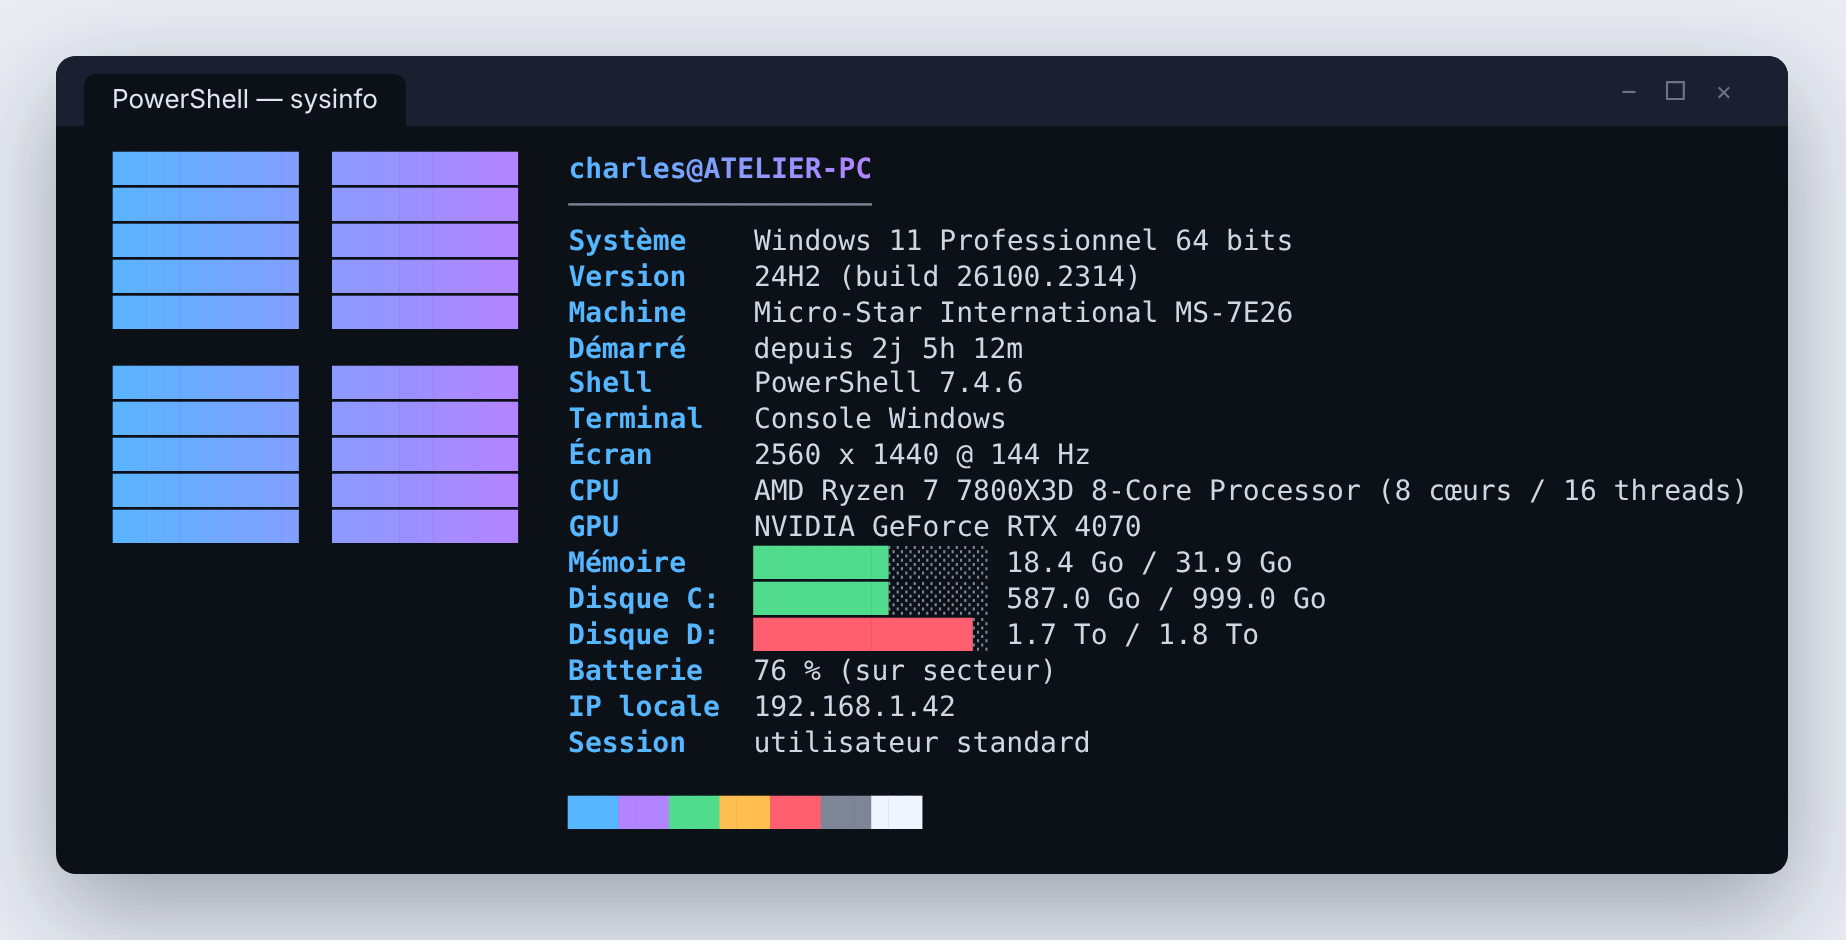 PowerShell — sysinfo
charles@ATELIER-PC
Système Windows 11 Professionnel 64 bits
Version 24H2 (build 26100.2314)
Machine Micro-Star International MS-7E26
Démarré depuis 2j 5h 12m
Shell PowerShell 7.4.6
Terminal Console Windows
Écran 2560 x 1440 @ 144 Hz
CPU AMD Ryzen 7 7800X3D 8-Core Processor (8 cœurs / 16 threads)
GPU NVIDIA GeForce RTX 4070
Mémoire 18.4 Go / 31.9 Go
Disque C: 587.0 Go / 999.0 Go
Disque D: 1.7 To / 1.8 To
Batterie 76 % (sur secteur)
IP locale 192.168.1.42
Session utilisateur standard